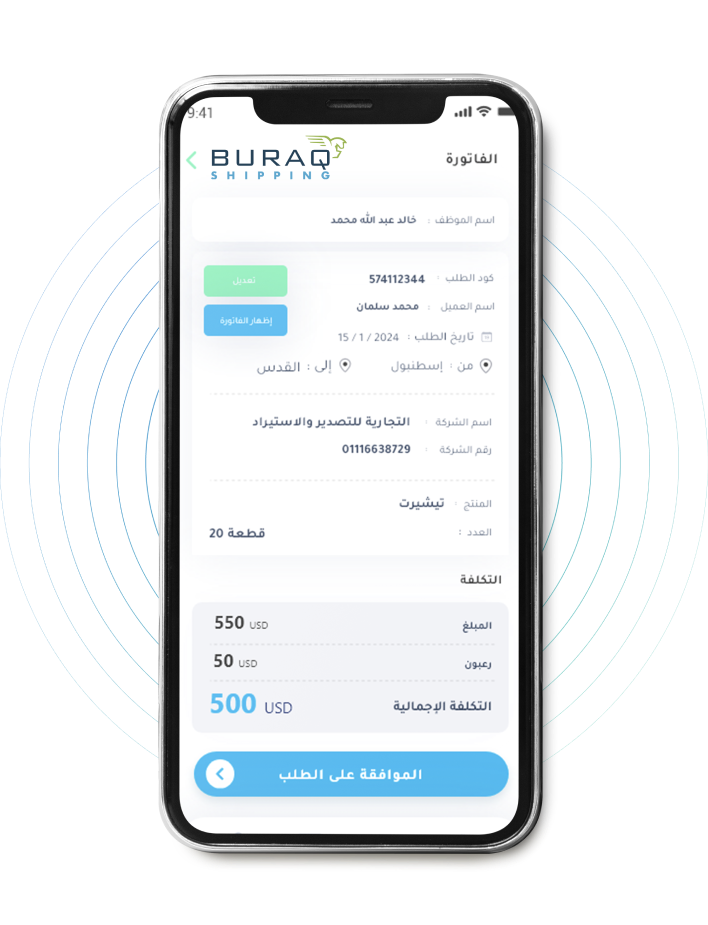 9:41
BURAQ
SHIPPING
الفاتورة
اسم الموظف : خالد عبد الله محمد
كود الطلب : 574112344
تعديل
اسم العميل : محمد سلمان
إظهار الفاتورة
تاريخ الطلب : 2024 / 1 / 15
من : إسطنبول إلى : القدس
اسم الشركة : التجارية للتصدير والاستيراد
رقم الشركة : 01116638729
المنتج : تيشيرت
العدد : 20 قطعة
التكلفة
المبلغ 550 USD
رعبون 50 USD
التكلفة الإجمالية 500 USD
الموافقة على الطلب